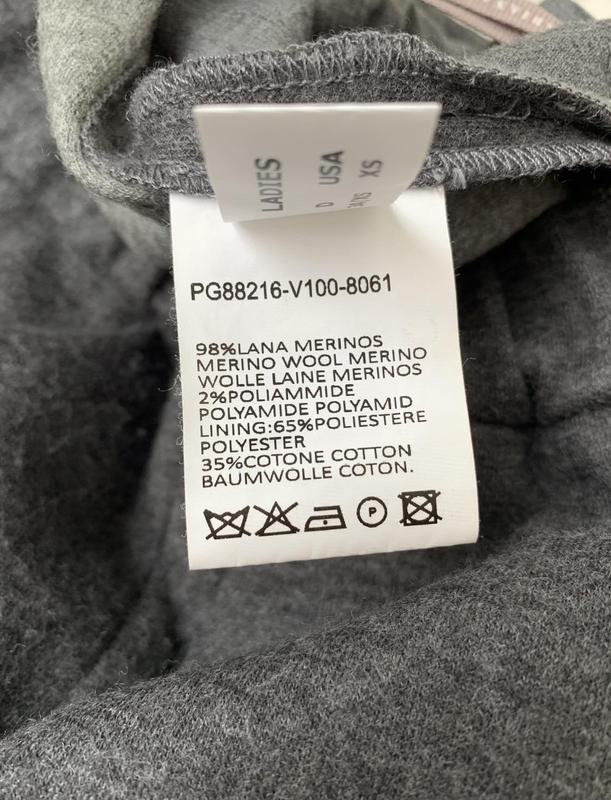 LADIES
USA
XS
PG88216-V100-8061
98%LANA MERINOS
MERINO WOOL MERINO
WOLLE LAINE MERINOS
2%POLIAMMIDE
POLYAMIDE POLYAMID
LINING:65%POLIESTERE
POLYESTER
35%COTONE COTTON
BAUMWOLLE COTON.
P